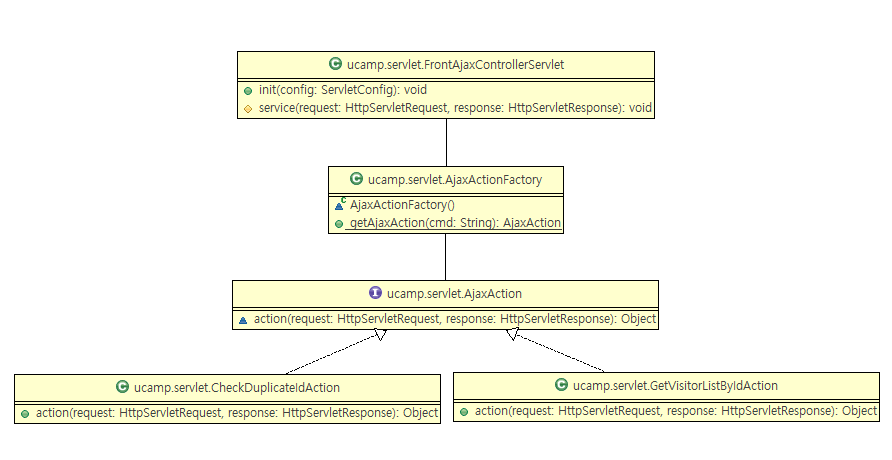 C ucamp.servlet.FrontAjaxControllerServlet
init(config: ServletConfig): void
service(request: HttpServletRequest, response: HttpServletResponse): void
C ucamp.servlet.AjaxActionFactory
C AjaxActionFactory()
getAjaxAction(cmd: String): AjaxAction
I ucamp.servlet.AjaxAction
action(request: HttpServletRequest, response: HttpServletResponse): Object
C ucamp.servlet.CheckDuplicateIdAction
action(request: HttpServletRequest, response: HttpServletResponse): Object
C ucamp.servlet.GetVisitorListByIdAction
action(request: HttpServletRequest, response: HttpServletResponse): Object